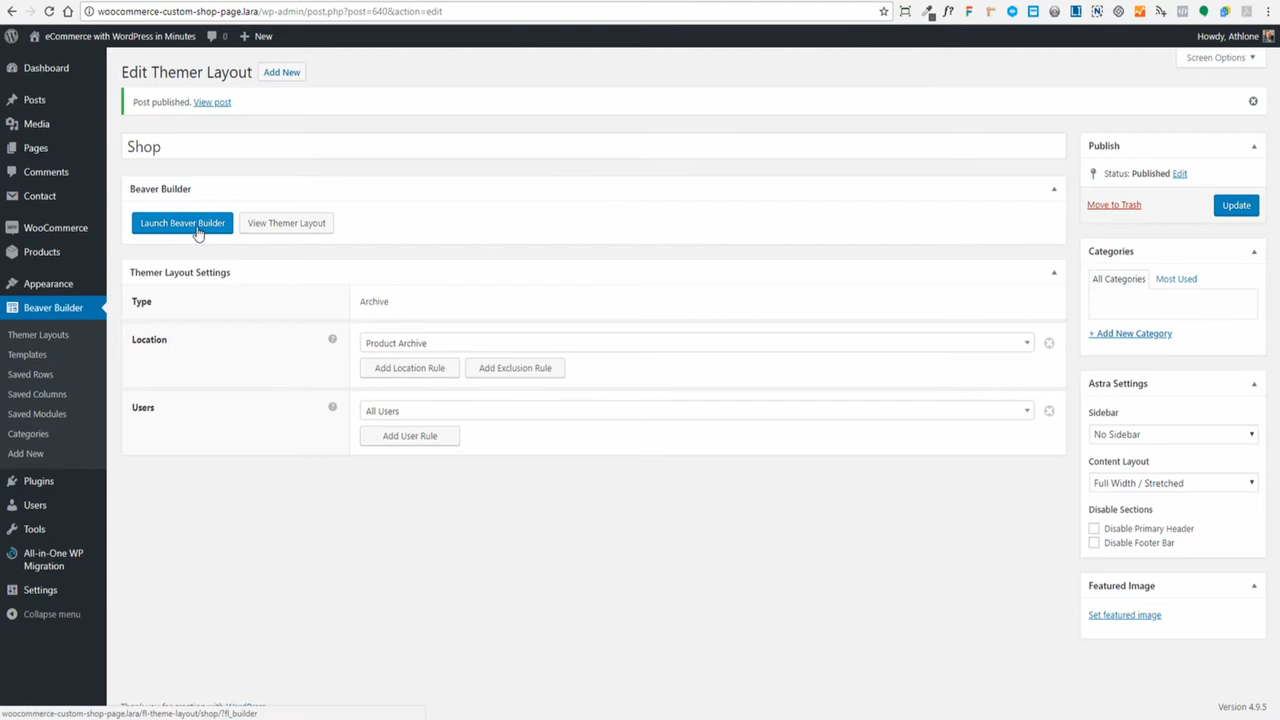 woocommerce-custom-shop-page.lara/wp-admin/post.php?post=640&action=edit
eCommerce with WordPress in Minutes 0 New Howdy, Athlone
Screen Options
Dashboard
Posts
Media
Pages
Comments
Contact
WooCommerce
Products
Appearance
Beaver Builder
Themer Layouts
Templates
Saved Rows
Saved Columns
Saved Modules
Categories
Add New
Plugins
Users
Tools
All-in-One WP
Migration
Settings
Collapse menu
Edit Themer Layout Add New
Post published. View post
Shop
Beaver Builder
Launch Beaver Builder View Themer Layout
Themer Layout Settings
Type Archive
Location Product Archive
Add Location Rule Add Exclusion Rule
Users All Users
Add User Rule
Publish
Status: Published Edit
Move to Trash Update
Categories
All Categories Most Used
+ Add New Category
Astra Settings
Sidebar
No Sidebar
Content Layout
Full Width / Stretched
Disable Sections
Disable Primary Header
Disable Footer Bar
Featured Image
Set featured image
Thank you for creating with WordPress
Version 4.9.5
woocommerce-custom-shop-page.lara/fl-theme-layout/shop/?fl_builder